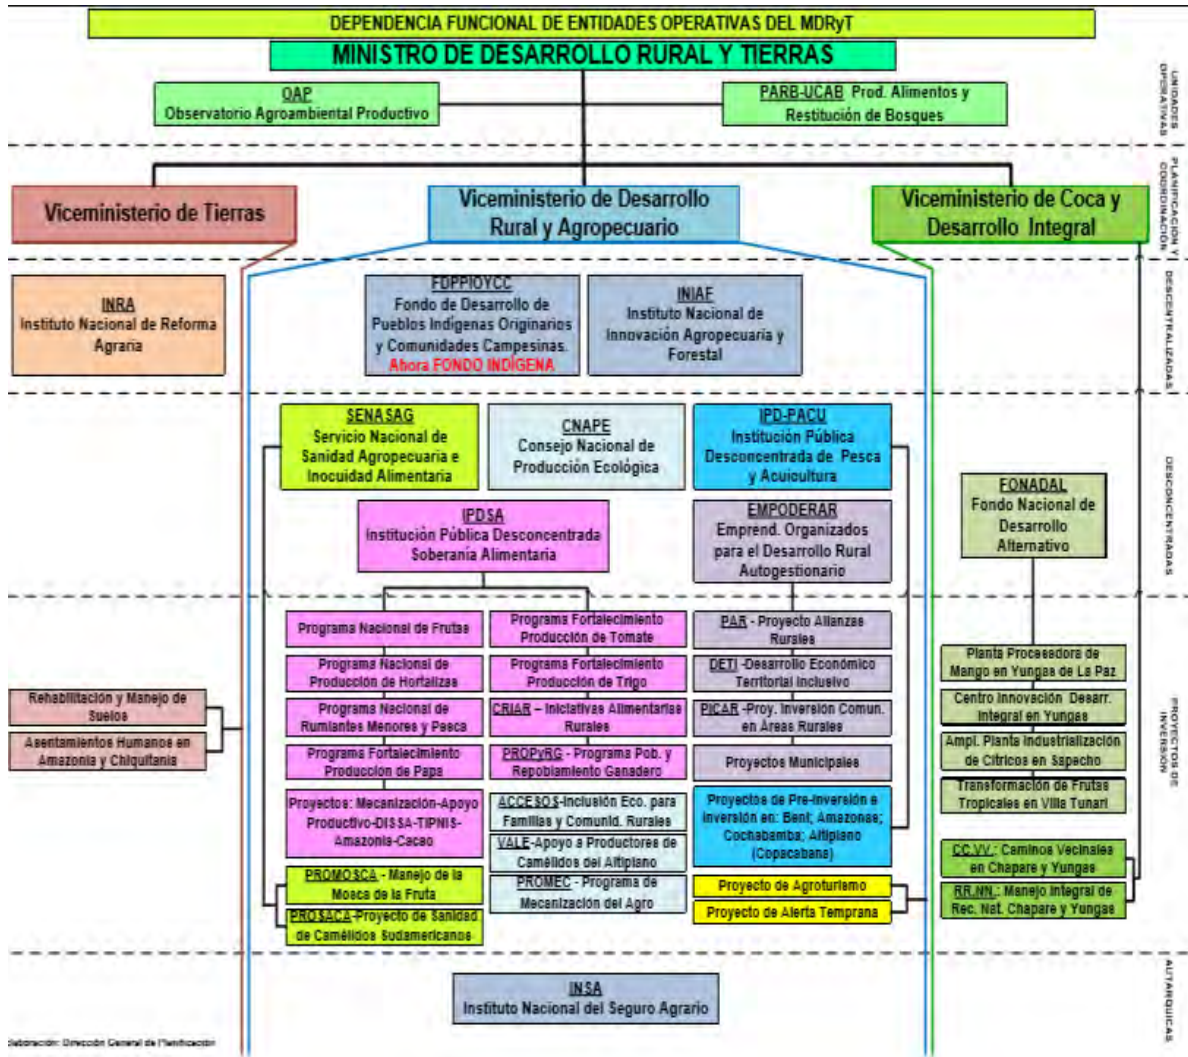 DEPENDENCIA FUNCIONAL DE ENTIDADES OPERATIVAS DEL MDRyT
MINISTRO DE DESARROLLO RURAL Y TIERRAS
OAP
Observatorio Agroambiental Productivo
PARB-UCAB Prod. Alimentos y
Restitución de Bosques
UNIDADES
OPERATIVAS
Viceministerio de Tierras
Viceministerio de Desarrollo
Rural y Agropecuario
Viceministerio de Coca y
Desarrollo Integral
PLANIFICACIÓN Y
COORDINACIÓN
INRA
Instituto Nacional de Reforma
Agraria
FDPPIOYCC
Fondo de Desarrollo de
Pueblos Indígenas Originarios
y Comunidades Campesinas.
Ahora FONDO INDÍGENA
INIAF
Instituto Nacional de
Innovación Agropecuaria y
Forestal
DESCENTRALIZADAS
SENASAG
Servicio Nacional de
Sanidad Agropecuaria e
Inocuidad Alimentaria
CNAPE
Consejo Nacional de
Producción Ecológica
IPD-PACU
Institución Pública
Desconcentrada de Pesca
y Acuicultura
IPDSA
Institución Pública Desconcentrada
Soberanía Alimentaria
EMPODERAR
Emprend. Organizados
para el Desarrollo Rural
Autogestionario
FONADAL
Fondo Nacional de
Desarrollo
Alternativo
DESCONCENTRADAS
Rehabilitación y Manejo de
Suelos
Asentamientos Humanos en
Amazonia y Chiquitania
Programa Nacional de Frutas
Programa Nacional de
Producción de Hortalizas
Programa Nacional de
Rumiantes Menores y Pesca
Programa Fortalecimiento
Producción de Papa
Proyectos: Mecanización-Apoyo
Productivo-DISSA-TIPNIS-
Amazonia-Cacao
PROMOSCA - Manejo de la
Mosca de la Fruta
PROSACA-Proyecto de Sanidad
de Camélidos Sudamericanos
Programa Fortalecimiento
Producción de Tomate
Programa Fortalecimiento
Producción de Trigo
CRIAR – Iniciativas Alimentarias
Rurales
PROPyRG - Programa Pob. y
Repoblamiento Ganadero
ACCESOS-Inclusión Eco. para
Familias y Comunid. Rurales
VALE-Apoyo a Productores de
Camélidos del Altiplano
PROMEC - Programa de
Mecanización del Agro
PAR - Proyecto Alianzas
Rurales
DETI -Desarrollo Económico
Territorial Inclusivo
PICAR -Proy. Inversion Comun.
en Áreas Rurales
Proyectos Municipales
Proyectos de Pre-Inversión e
Inversión en: Beni; Amazonas;
Cochabamba; Altiplano
(Copacabana)
Proyecto de Agroturismo
Proyecto de Alerta Temprana
Planta Procesadora de
Mango en Yungas de La Paz
Centro Innovación Desarr.
Integral en Yungas
Ampl. Planta Industrialización
de Cítricos en Sapecho
Transformación de Frutas
Tropicales en Villa Tunari
CC.VV.: Caminos Vecinales
en Chapare y Yungas
RR.NN.: Manejo Integral de
Rec. Nat. Chapare y Yungas
PROYECTOS DE
INVERSIÓN
INSA
Instituto Nacional del Seguro Agrario
AUTARQUICAS
laboración: Dirección General de Planificación